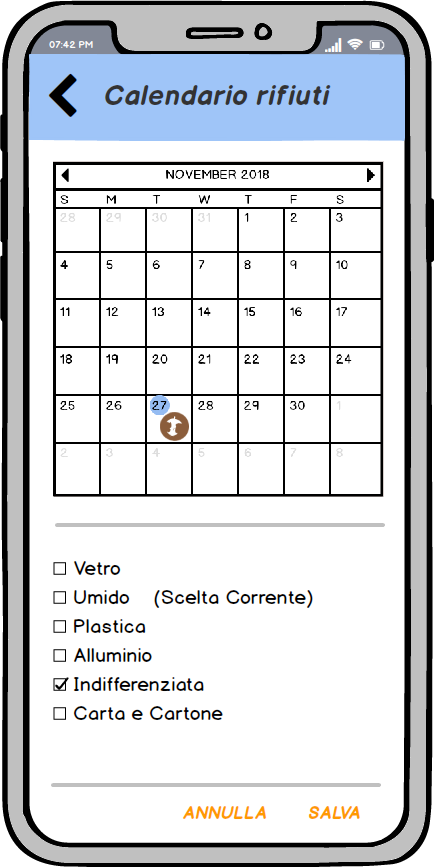 07:42 PM
Calendario rifiuti
NOVEMBER 2018
S M T W T F S
28 29 30 31 1 2 3
4 5 6 7 8 9 10
11 12 13 14 15 16 17
18 19 20 21 22 23 24
25 26 27 28 29 30 1
2 3 4 5 6 7 8
Vetro
Umido (Scelta Corrente)
Plastica
Alluminio
Indifferenziata
Carta e Cartone
ANNULLA SALVA